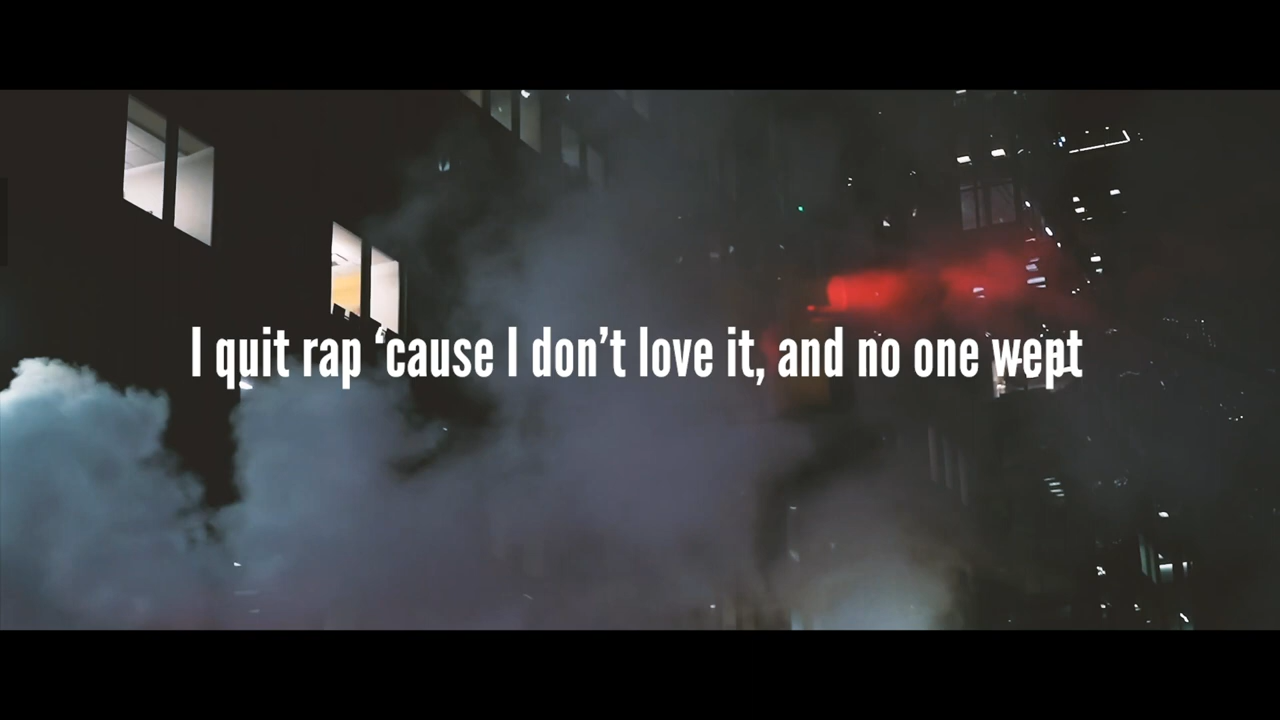 I quit rap ‘cause I don’t love it, and no one wept